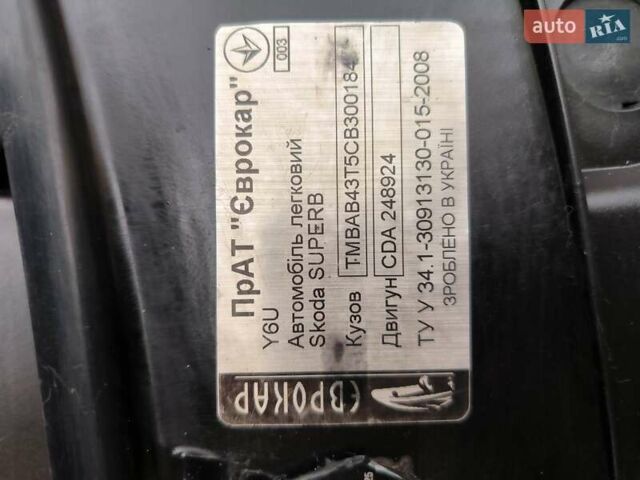 ПрАТ "Єврокар"
003
Y6U
Автомобіль легковий
Skoda SUPERB
Кузов TMBAB43T5CB300184
Двигун CDA 248924
ТУ У 34.1-30913130-015-2008
ЗРОБЛЕНО В УКРАЇНІ
ЄВРОКАР
auto RIA.com